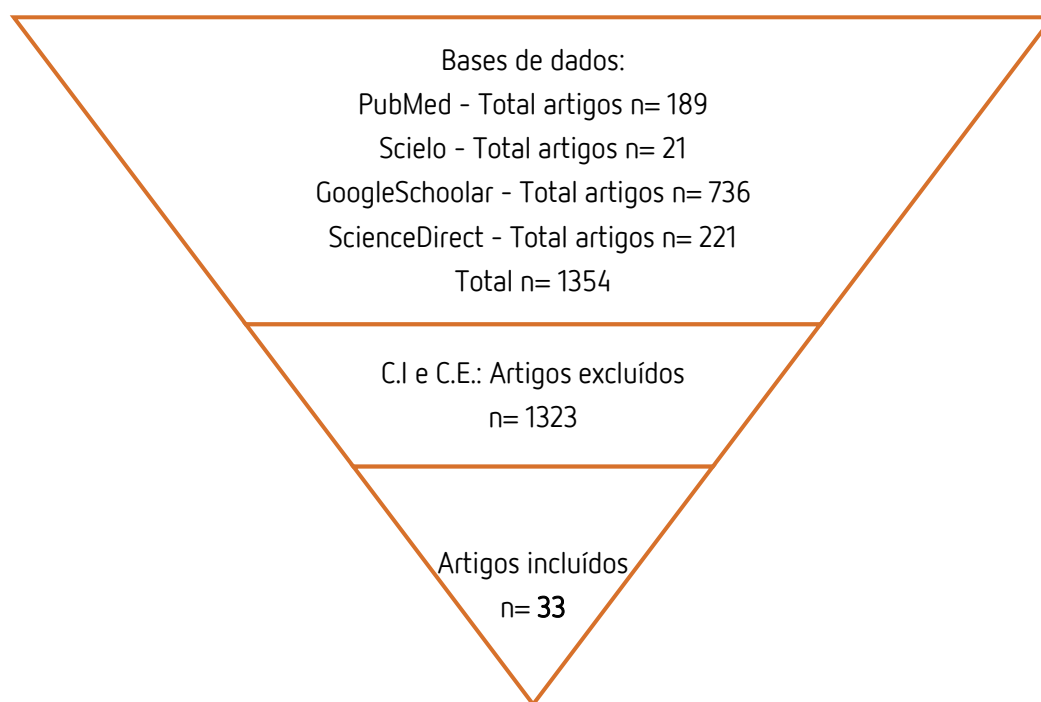 Bases de dados:
PubMed - Total artigos n= 189
Scielo - Total artigos n= 21
GoogleSchoolar - Total artigos n= 736
ScienceDirect - Total artigos n= 221
Total n= 1354
C.I e C.E.: Artigos excluídos
n= 1323
Artigos incluídos
n= 33